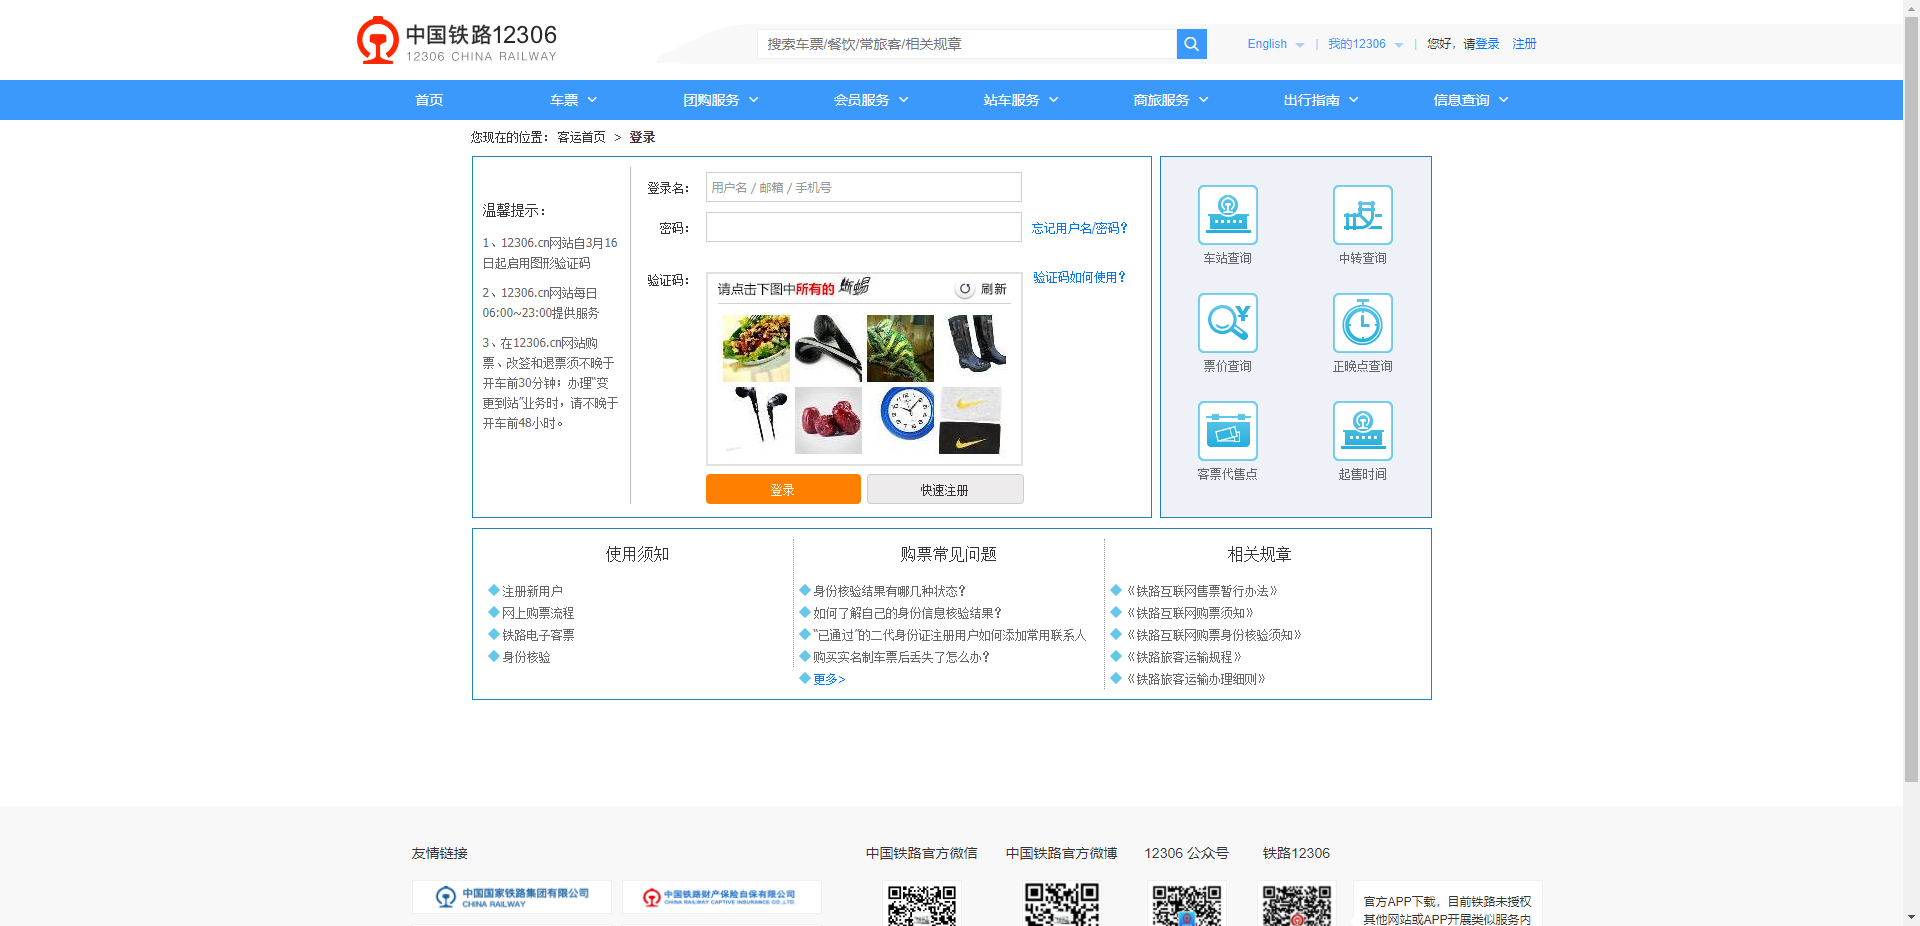 中国铁路12306
12306 CHINA RAILWAY
搜索车票/餐饮/常旅客/相关规章
English | 我的12306 | 您好，请登录 注册
首页 车票 团购服务 会员服务 站车服务 商旅服务 出行指南 信息查询
您现在的位置： 客运首页 > 登录
温馨提示：
1、12306.cn网站自3月16
日起启用图形验证码
2、12306.cn网站每日
06:00~23:00提供服务
3、在12306.cn网站购
票、改签和退票须不晚于
开车前30分钟；办理“变
更到站”业务时，请不晚于
开车前48小时。
登录名：
用户名 / 邮箱 / 手机号
密码：
忘记用户名/密码？
验证码：
请点击下图中所有的 蜥蜴
刷新
验证码如何使用？
登录
快速注册
车站查询
中转查询
票价查询
正晚点查询
客票代售点
起售时间
使用须知
注册新用户
网上购票流程
铁路电子客票
身份核验
购票常见问题
身份核验结果有哪几种状态？
如何了解自己的身份信息核验结果？
“已通过”的二代身份证注册用户如何添加常用联系人
购买实名制车票后丢失了怎么办？
更多>
相关规章
《铁路互联网售票暂行办法》
《铁路互联网购票须知》
《铁路互联网购票身份核验须知》
《铁路旅客运输规程》
《铁路旅客运输办理细则》
友情链接
中国国家铁路集团有限公司
CHINA RAILWAY
中国铁路财产保险自保有限公司
CHINA RAILWAY CAPTIVE INSURANCE CO.,LTD.
中国铁路官方微信
中国铁路官方微博
12306 公众号
铁路12306
官方APP下载，目前铁路未授权
其他网站或APP开展类似服务内